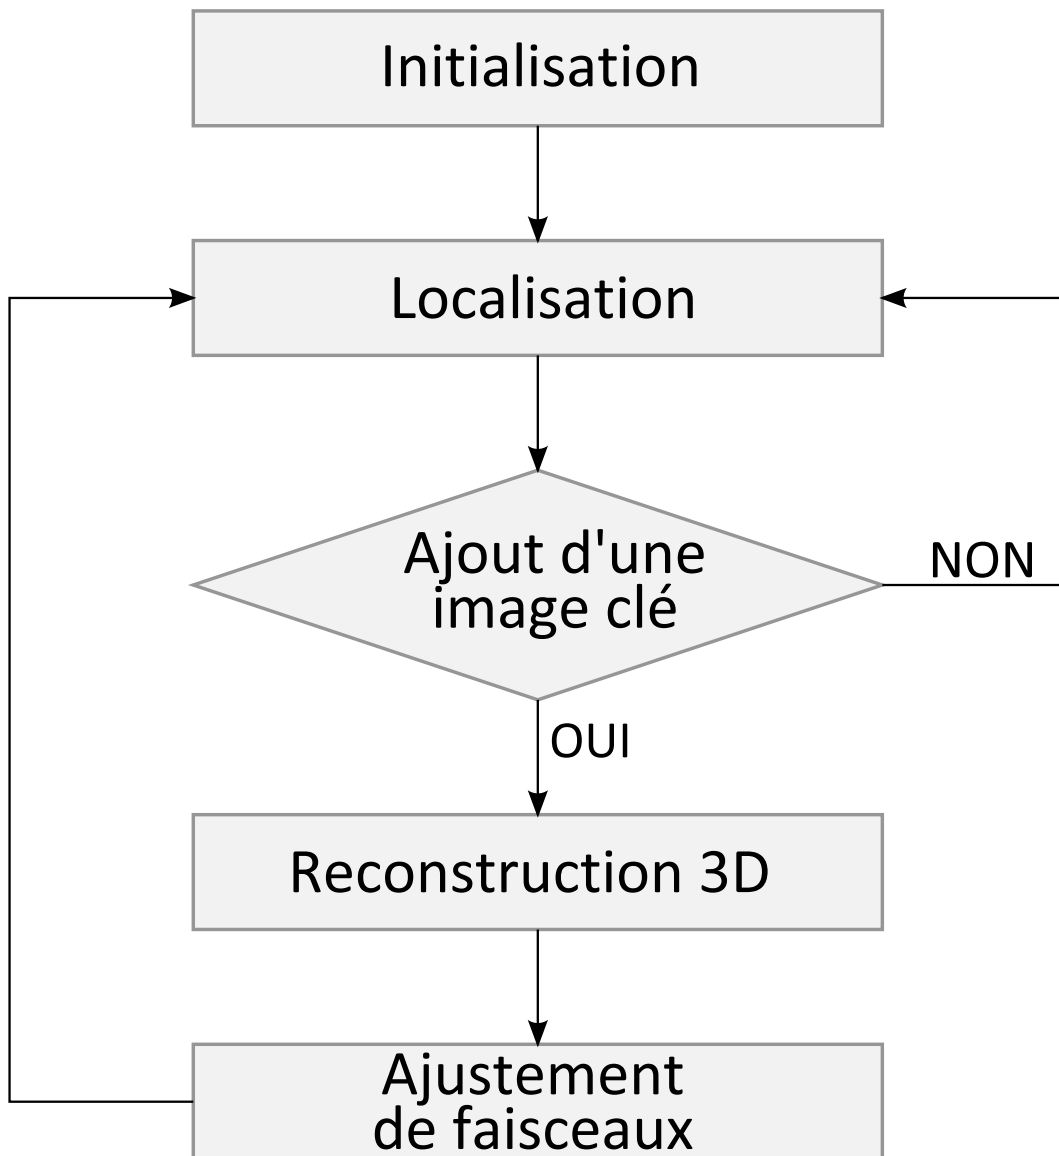 Initialisation
Localisation
Ajout d'une
image clé
NON
OUI
Reconstruction 3D
Ajustement
de faisceaux